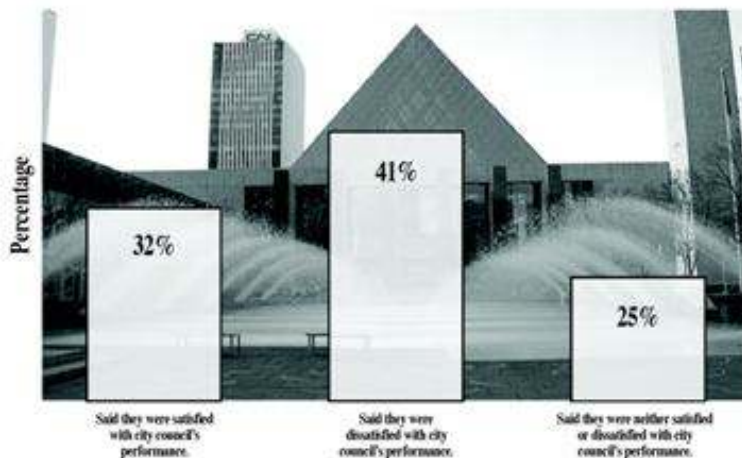 CN
Percentage
32%
41%
25%
Said they were satisfied
with city council's
performance.
Said they were
dissatisfied with city
council's performance.
Said they were neither satisfied
or dissatisfied with city
council's performance.